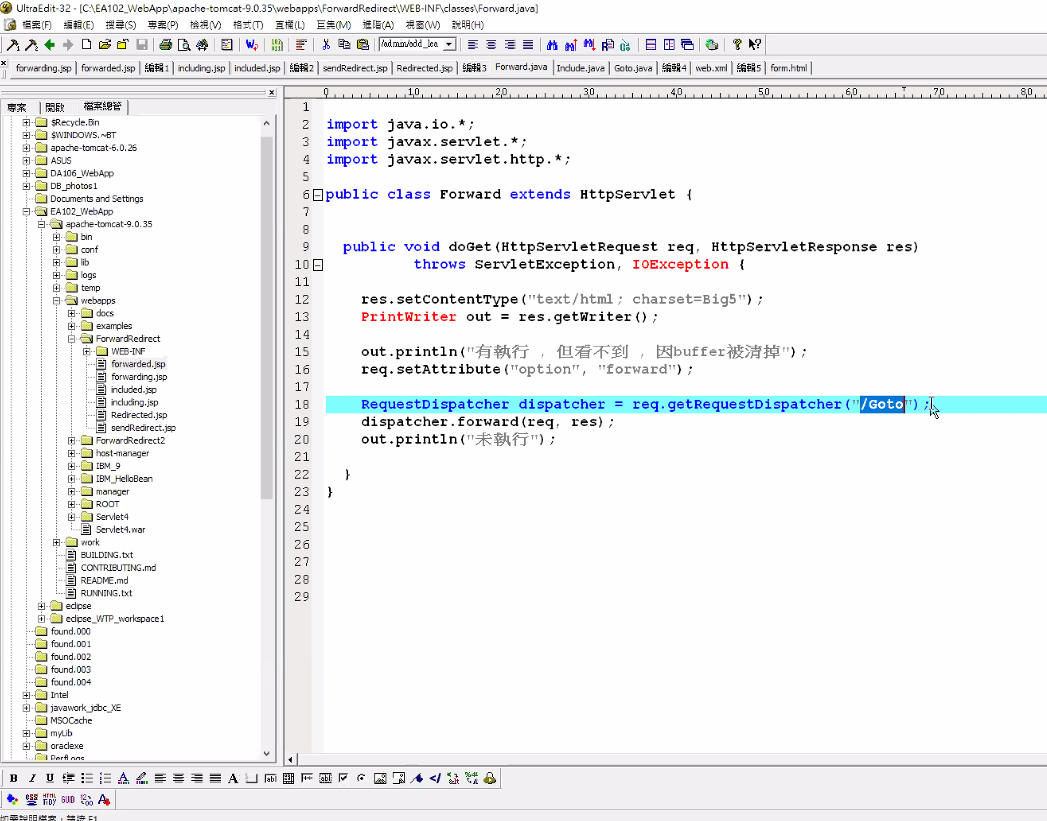 UltraEdit-32 - [C:\EA102_WebApp\apache-tomcat-9.0.35\webapps\ForwardRedirect\WEB-INF\classes\Forward.java]
檔案(F) 編輯(E) 搜尋(S) 專案(P) 檢視(V) 格式(T) 直欄(L) 巨集(M) 進階(A) 視窗(W) 說明(H)
/admin/add_lea
forwarding.jsp forwarded.jsp 編輯1 including.jsp included.jsp 編輯2 sendRedirect.jsp Redirected.jsp 編輯3 Forward.java Include.java Goto.java 編輯4 web.xml 編輯5 form.html
專案 開啟 檔案總管
0 10 20 30 40 50 60 70 80
$Recycle.Bin
$WINDOWS.~BT
apache-tomcat-6.0.26
ASUS
DA106_WebApp
DB_photos1
Documents and Settings
EA102_WebApp
apache-tomcat-9.0.35
bin
conf
lib
logs
temp
webapps
docs
examples
ForwardRedirect
WEB-INF
forwarded.jsp
forwarding.jsp
included.jsp
including.jsp
Redirected.jsp
sendRedirect.jsp
ForwardRedirect2
host-manager
IBM_9
IBM_HelloBean
manager
ROOT
Servlet4
Servlet4.war
work
BUILDING.txt
CONTRIBUTING.md
README.md
RUNNING.txt
eclipse
eclipse_WTP_workspace1
found.000
found.001
found.002
found.003
found.004
Intel
javawork_jdbc_XE
MSOCache
myLib
oraclexe
PerfLogs
1
2 import java.io.*;
3 import javax.servlet.*;
4 import javax.servlet.http.*;
5
6 public class Forward extends HttpServlet {
7
8
9 public void doGet(HttpServletRequest req, HttpServletResponse res)
10 throws ServletException, IOException {
11
12 res.setContentType("text/html; charset=Big5");
13 PrintWriter out = res.getWriter();
14
15 out.println("有執行 , 但看不到 , 因buffer被清掉");
16 req.setAttribute("option", "forward");
17
18 RequestDispatcher dispatcher = req.getRequestDispatcher("/Goto");
19 dispatcher.forward(req, res);
20 out.println("未執行");
21
22 }
23 }
24
25
26
27
28
29
如需說明檔案, 請按 F1